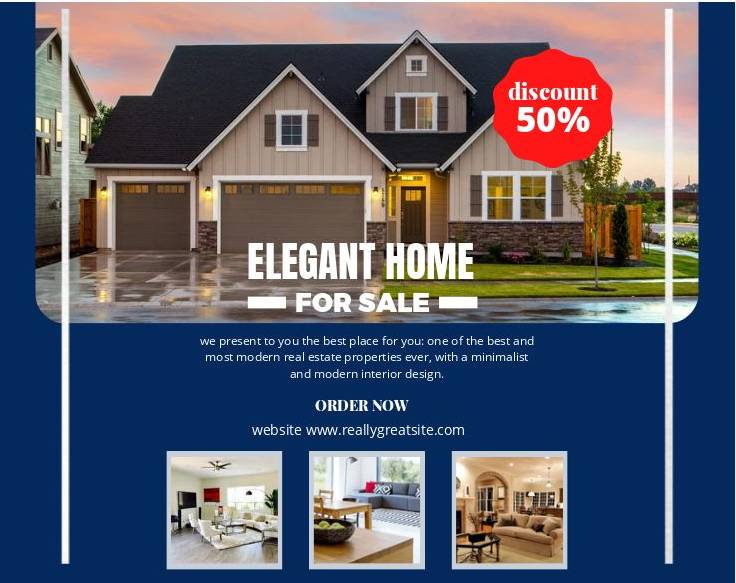 discount
50%
ELEGANT HOME
FOR SALE
we present to you the best place for you: one of the best and
most modern real estate properties ever, with a minimalist
and modern interior design.
ORDER NOW
website www.reallygreatsite.com